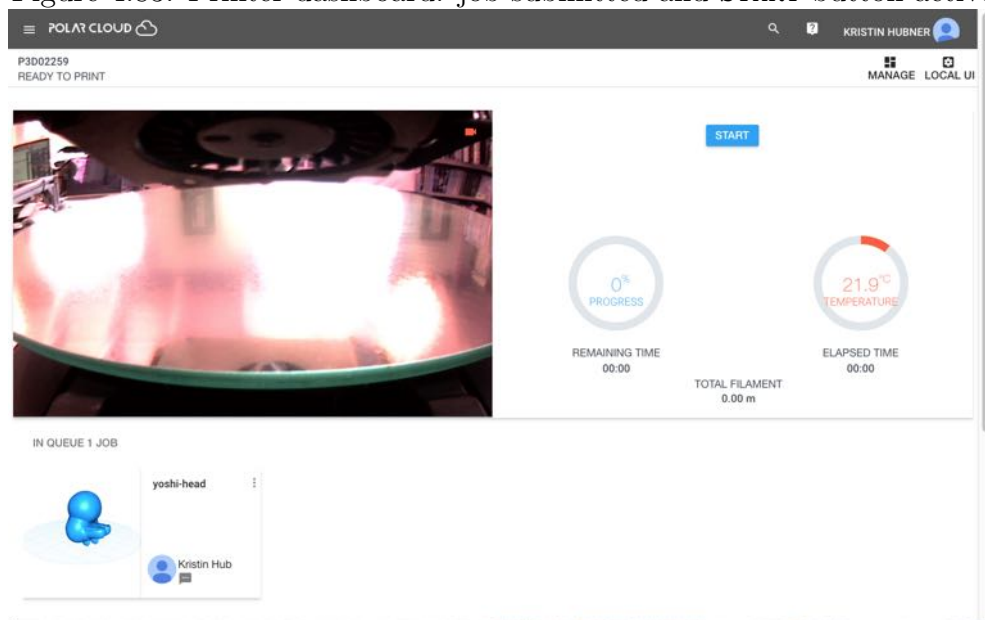 POLAR CLOUD
KRISTIN HUBNER
P3D02259
READY TO PRINT
MANAGE LOCAL UI
START
0%
PROGRESS
21.9°C
TEMPERATURE
REMAINING TIME
00:00
ELAPSED TIME
00:00
TOTAL FILAMENT
0.00 m
IN QUEUE 1 JOB
yoshi-head
Kristin Hub